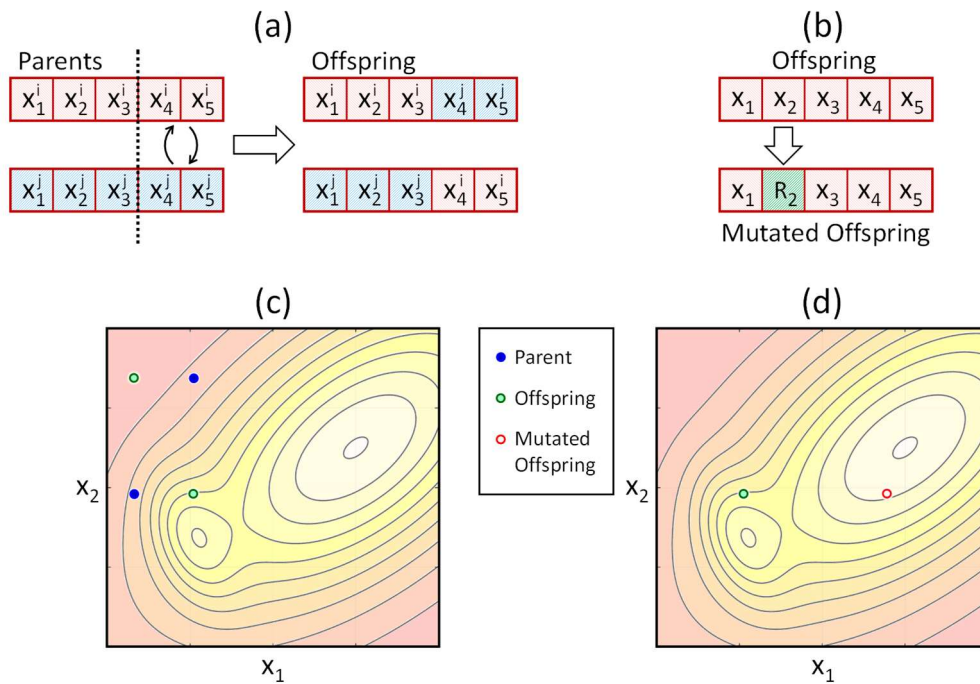 (a)
Parents
x₁ⁱ x₂ⁱ x₃ⁱ x₄ⁱ x₅ⁱ
x₁ʲ x₂ʲ x₃ʲ x₄ʲ x₅ʲ
Offspring
x₁ⁱ x₂ⁱ x₃ⁱ x₄ʲ x₅ʲ
x₁ʲ x₂ʲ x₃ʲ x₄ⁱ x₅ⁱ
(b)
Offspring
x₁ x₂ x₃ x₄ x₅
x₁ R₂ x₃ x₄ x₅
Mutated Offspring
(c)
x₂
x₁
Parent
Offspring
Mutated
Offspring
(d)
x₂
x₁